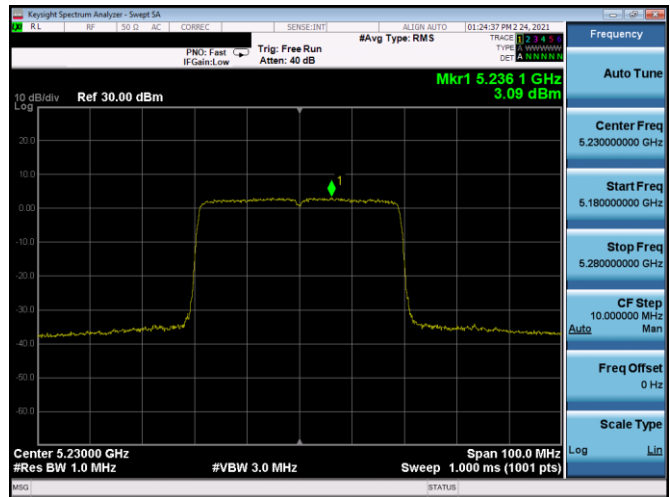 Keysight Spectrum Analyzer - Swept SA
RL RF 50 Ω AC CORREC SENSE:INT ALIGN AUTO 01:24:37 PM 2 24, 2021
#Avg Type: RMS TRACE 1 2 3 4 5 6
PNO: Fast Trig: Free Run TYPE A WWWWW
IFGain:Low Atten: 40 dB DET A N N N N N
Mkr1 5.236 1 GHz
10 dB/div Ref 30.00 dBm 3.09 dBm
Log
20.0
10.0
1
0.00
-10.0
-20.0
-30.0
-40.0
-50.0
-60.0
Center 5.23000 GHz Span 100.0 MHz
#Res BW 1.0 MHz #VBW 3.0 MHz Sweep 1.000 ms (1001 pts)
MSG STATUS
Frequency
Auto Tune
Center Freq
5.230000000 GHz
Start Freq
5.180000000 GHz
Stop Freq
5.280000000 GHz
CF Step
10.000000 MHz
Auto Man
Freq Offset
0 Hz
Scale Type
Log Lin